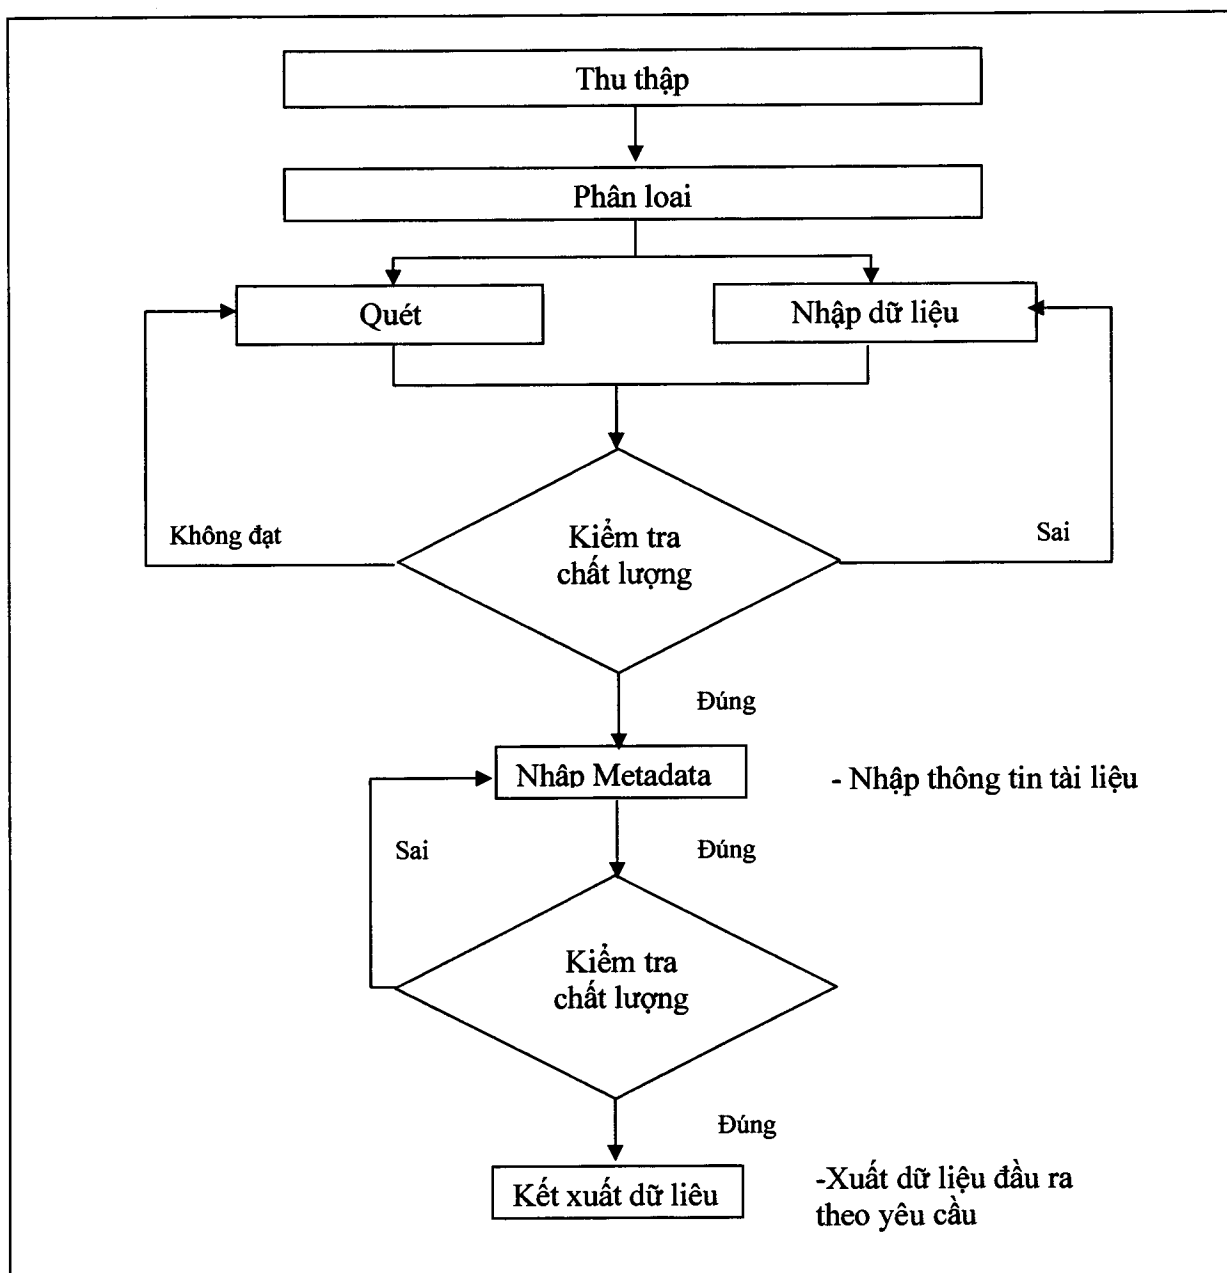 Thu thập
Phân loai
Quét
Nhập dữ liệu
Không đạt
Kiểm tra
chất lượng
Sai
Đúng
Nhâp Metadata
- Nhập thông tin tài liệu
Sai
Đúng
Kiểm tra
chất lượng
Đúng
Kết xuất dữ liêu
-Xuất dữ liệu đầu ra
theo yêu cầu